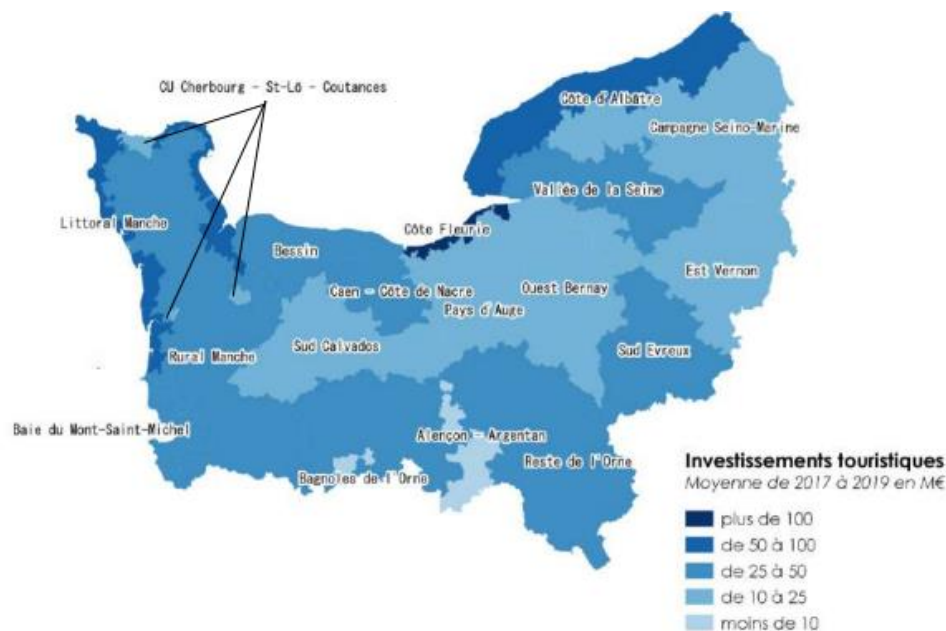 CU Cherbourg - St-Lô - Coutances
Côte d'Albâtre
Campagne Seino-Marine
Vallée de la Seine
Littoral Manche
Côte Fleurie
Bessin
Est Vernon
Caen - Côte de Nacre
Ouest Bernay
Pays d'Auge
Sud Calvados
Rural Manche
Sud Evreux
Baie du Mont-Saint-Michel
Alençon - Argentan
Reste de l'Orne
Bagnoles de l'Orne
Investissements touristiques
Moyenne de 2017 à 2019 en M€
plus de 100
de 50 à 100
de 25 à 50
de 10 à 25
moins de 10